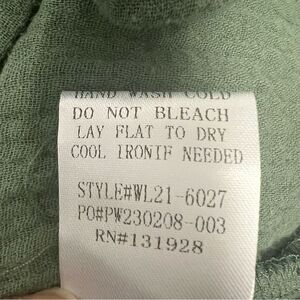 HAND WASH COLD
DO NOT BLEACH
LAY FLAT TO DRY
COOL IRONIF NEEDED
STYLE#WL21-6027
PO#PW230208-003
RN#131928